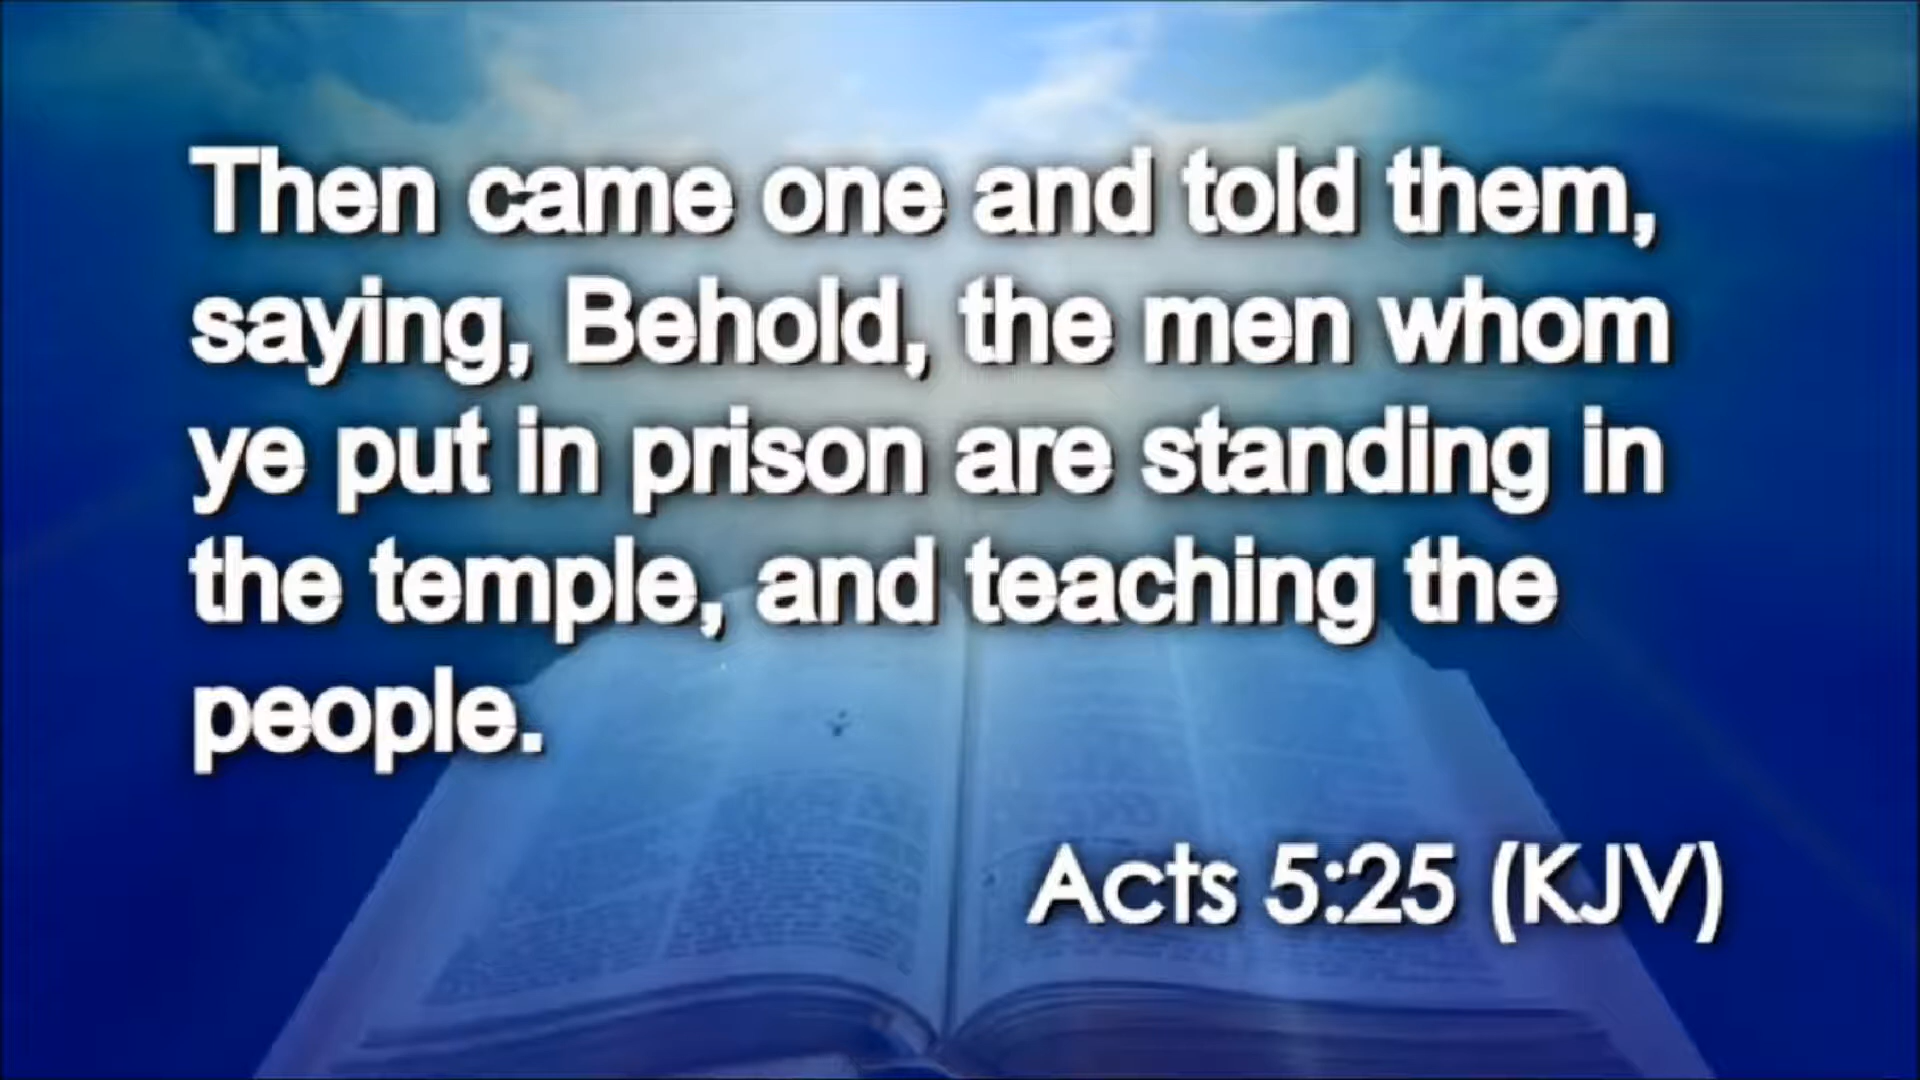 Then came one and told them,
saying, Behold, the men whom
ye put in prison are standing in
the temple, and teaching the
people.
Acts 5:25 (KJV)